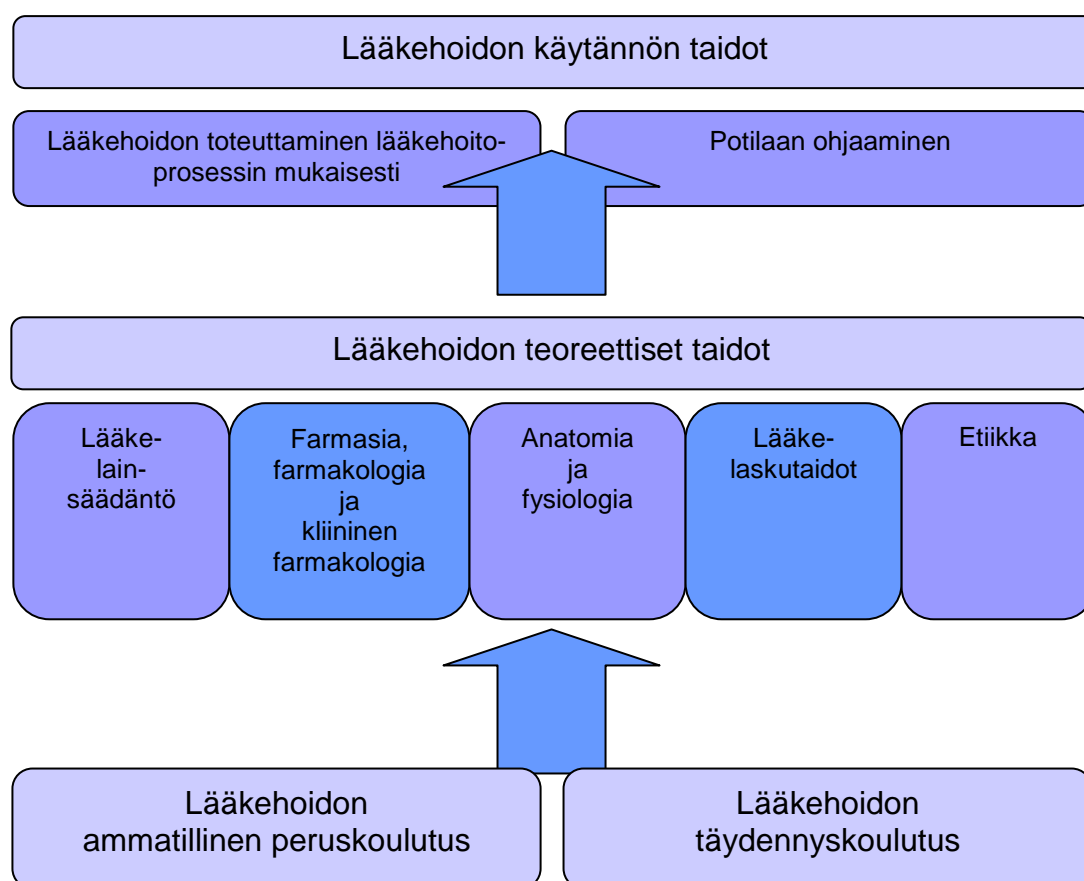 Lääkehoidon käytännön taidot
Lääkehoidon toteuttaminen lääkehoito-
prosessin mukaisesti
Potilaan ohjaaminen
Lääkehoidon teoreettiset taidot
Lääke-
lain-
säädäntö
Farmasia,
farmakologia
ja
kliininen
farmakologia
Anatomia
ja
fysiologia
Lääke-
laskutaidot
Etiikka
Lääkehoidon
ammatillinen peruskoulutus
Lääkehoidon
täydennyskoulutus